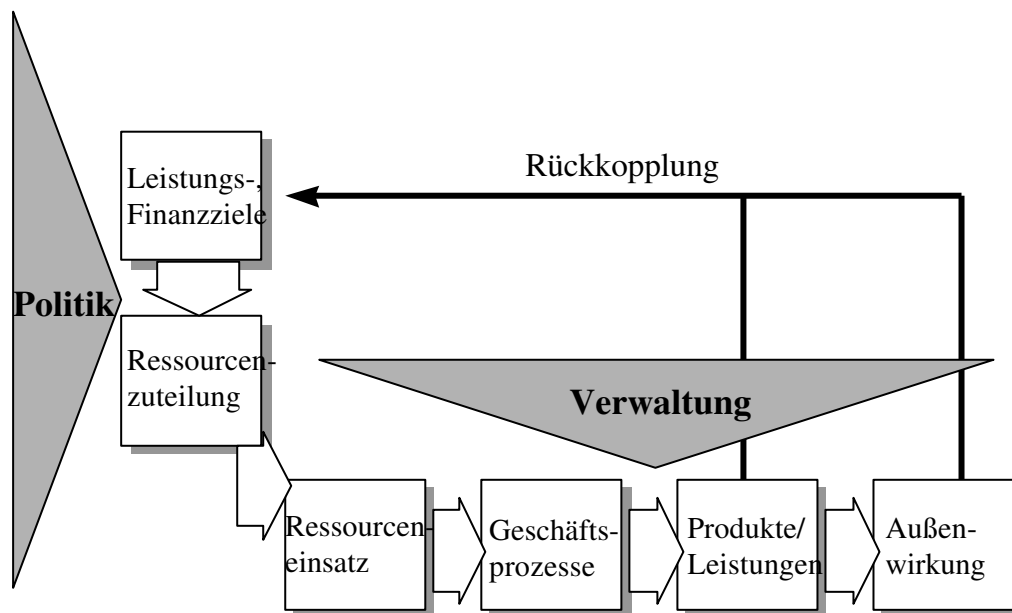 Rückkopplung
Leistungs-,
Finanzziele
Politik
Ressourcen-
zuteilung
Verwaltung
Ressourcen-
einsatz
Geschäfts-
prozesse
Produkte/
Leistungen
Außen-
wirkung